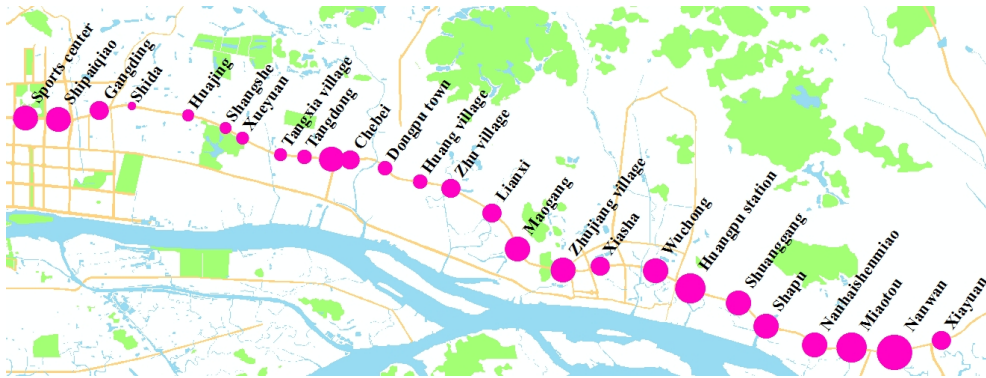 Sports center
Shipaiqiao
Gangding
Shida
Huajing
Shangshe
Xueyuan
Tangxia village
Tangdong
Chebei
Dongpu town
Huang village
Zhu village
Lianxi
Maogang
Zhujiang village
Xiasha
Wuchong
Huangpu station
Shuanggang
Shapu
Nanhaishenmiao
Miaotou
Nanwan
Xiayuan